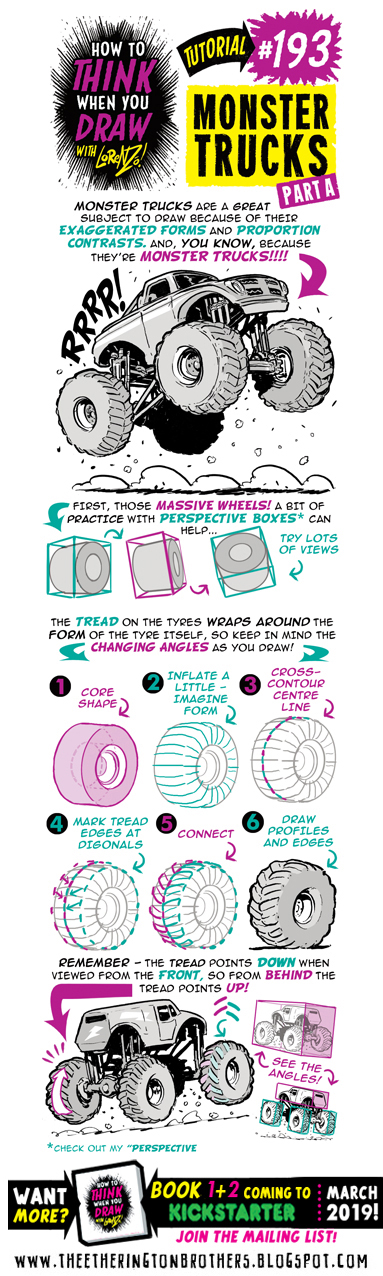 HOW TO
THINK
WHEN YOU
DRAW
WITH LORENZO!
TUTORIAL
#193
MONSTER
TRUCKS
PART A
MONSTER TRUCKS ARE A GREAT
SUBJECT TO DRAW BECAUSE OF THEIR
EXAGGERATED FORMS AND PROPORTION
CONTRASTS. AND, YOU KNOW, BECAUSE
THEY'RE MONSTER TRUCKS!!!!
RRRR!
FIRST, THOSE MASSIVE WHEELS! A BIT OF
PRACTICE WITH PERSPECTIVE BOXES* CAN
HELP...
TRY LOTS
OF VIEWS
THE TREAD ON THE TYRES WRAPS AROUND THE
FORM OF THE TYRE ITSELF, SO KEEP IN MIND THE
CHANGING ANGLES AS YOU DRAW!
1
CORE
SHAPE
2
INFLATE A
LITTLE -
IMAGINE
FORM
3
CROSS-
CONTOUR
CENTRE
LINE
4
MARK TREAD
EDGES AT
DIGONALS
5
CONNECT
6
DRAW
PROFILES
AND EDGES
REMEMBER - THE TREAD POINTS DOWN WHEN
VIEWED FROM THE FRONT, SO FROM BEHIND THE
TREAD POINTS UP!
SEE THE
ANGLES!
*CHECK OUT MY "PERSPECTIVE
WANT
MORE?
HOW TO
THINK
WHEN YOU
DRAW
WITH LORENZO!
BOOK 1+2 COMING TO
KICKSTARTER
MARCH
2019!
JOIN THE MAILING LIST!
WWW.THEETHERINGTONBROTHERS.BLOGSPOT.COM